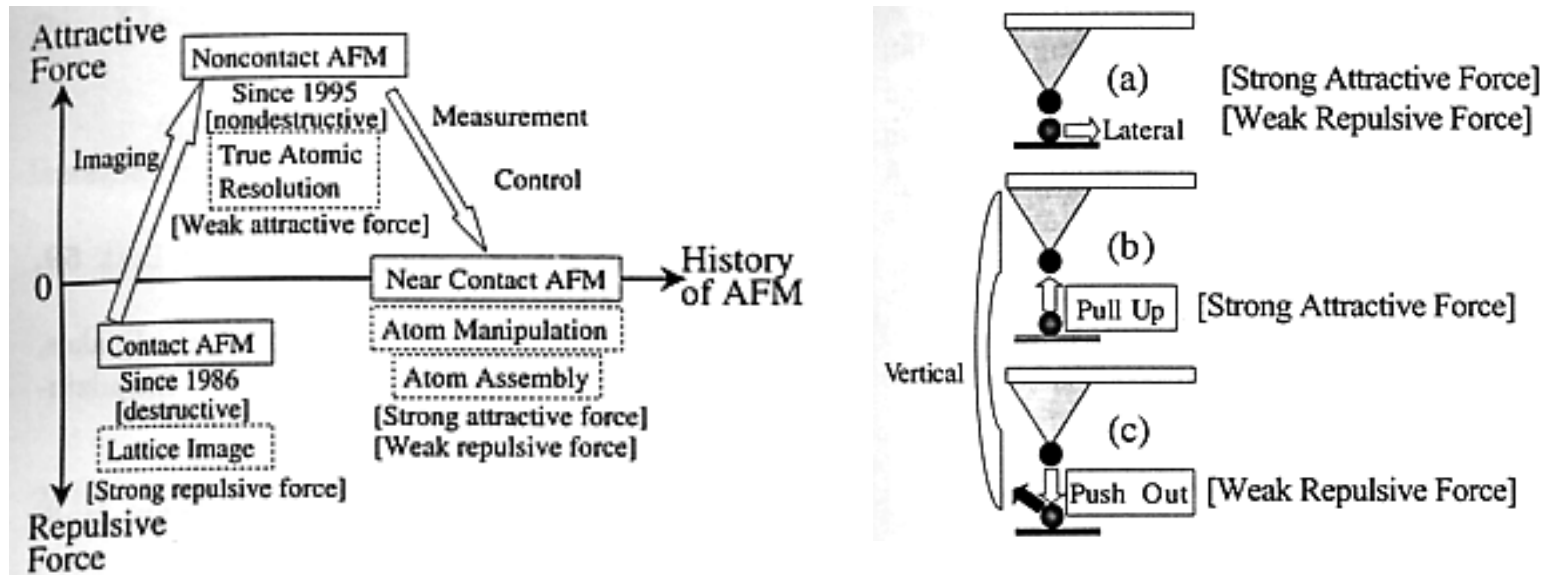 Attractive
Force
Noncontact AFM
Since 1995
[nondestructive]
True Atomic
Resolution
[Weak attractive force]
Imaging
Measurement
Control
0
Near Contact AFM
History
of AFM
Atom Manipulation
Atom Assembly
[Strong attractive force]
[Weak repulsive force]
Contact AFM
Since 1986
[destructive]
Lattice Image
[Strong repulsive force]
Repulsive
Force
(a)
[Strong Attractive Force]
[Weak Repulsive Force]
Lateral
(b)
Pull Up
[Strong Attractive Force]
Vertical
(c)
Push Out
[Weak Repulsive Force]